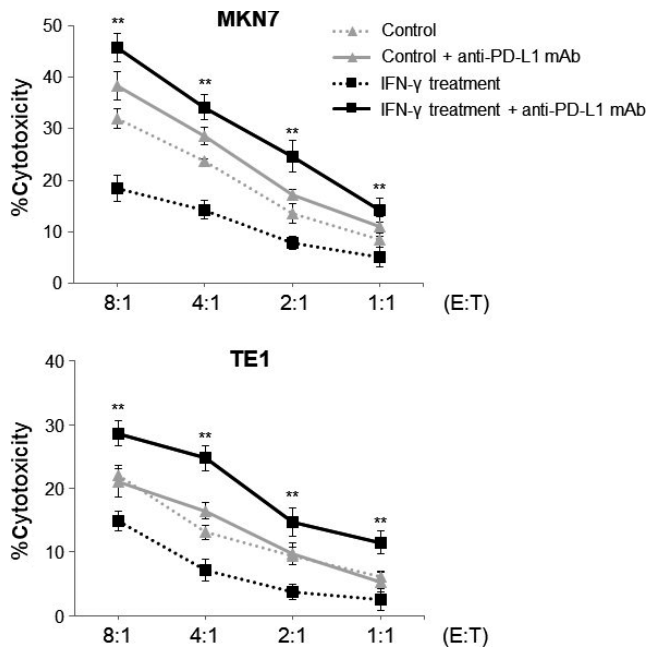 MKN7
Control
Control + anti-PD-L1 mAb
IFN-γ treatment
IFN-γ treatment + anti-PD-L1 mAb
%Cytotoxicity
50
40
30
20
10
0
**
**
**
**
8:1 4:1 2:1 1:1 (E:T)
TE1
%Cytotoxicity
40
30
20
10
0
**
**
**
**
8:1 4:1 2:1 1:1 (E:T)